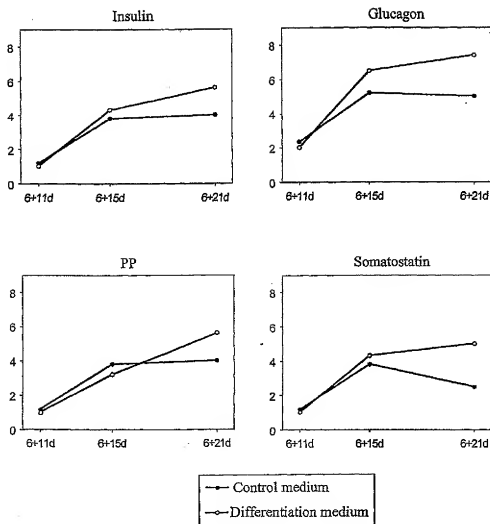 Insulin
8
6
4
2
0
6+11d 6+15d 6+21d
Glucagon
8
6
4
2
0
6+11d 6+15d 6+21d
PP
8
6
4
2
0
6+11d 6+15d 6+21d
Somatostatin
8
6
4
2
0
6+11d 6+15d 6+21d
Control medium
Differentiation medium